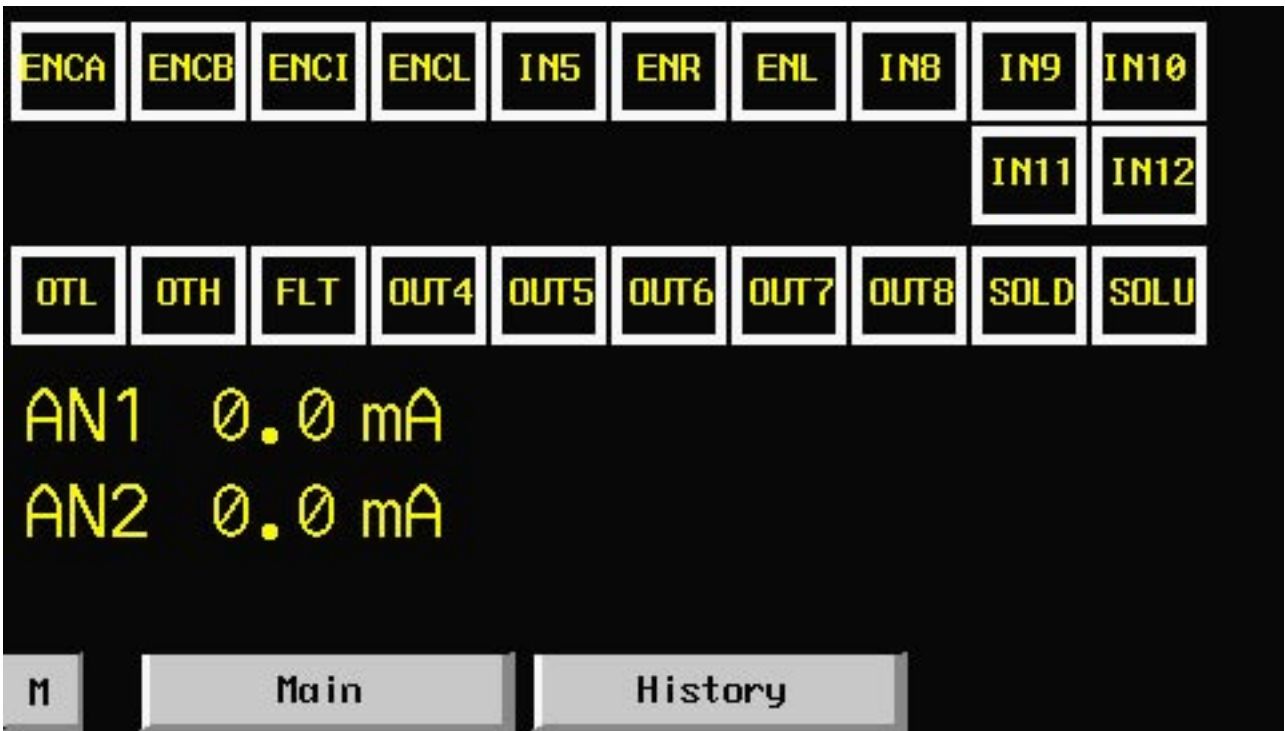 ENCA ENCB ENCI ENCL IN5 ENR ENL IN8 IN9 IN10
IN11 IN12
OTL OTH FLT OUT4 OUT5 OUT6 OUT7 OUT8 SOLD SOLU
AN1 0.0 mA
AN2 0.0 mA
M Main History